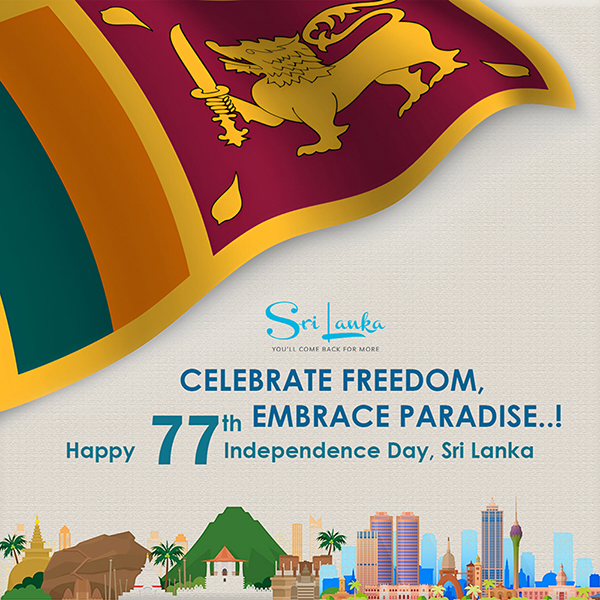 Sri Lanka
YOU'LL COME BACK FOR MORE
CELEBRATE FREEDOM,
EMBRACE PARADISE..!
Happy 77th Independence Day, Sri Lanka